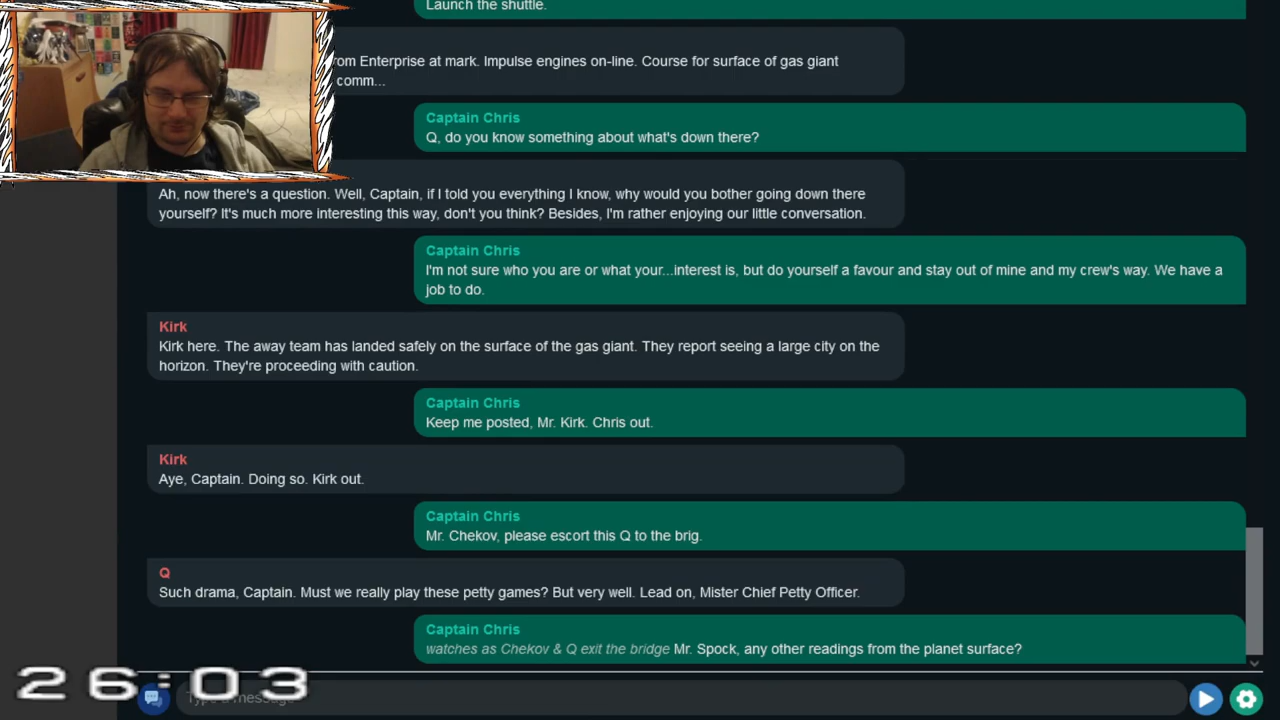 Launch the shuttle.
rom Enterprise at mark. Impulse engines on-line. Course for surface of gas giant
comm...
Captain Chris
Q, do you know something about what's down there?
Ah, now there's a question. Well, Captain, if I told you everything I know, why would you bother going down there
yourself? It's much more interesting this way, don't you think? Besides, I'm rather enjoying our little conversation.
Captain Chris
I'm not sure who you are or what your...interest is, but do yourself a favour and stay out of mine and my crew's way. We have a
job to do.
Kirk
Kirk here. The away team has landed safely on the surface of the gas giant. They report seeing a large city on the
horizon. They're proceeding with caution.
Captain Chris
Keep me posted, Mr. Kirk. Chris out.
Kirk
Aye, Captain. Doing so. Kirk out.
Captain Chris
Mr. Chekov, please escort this Q to the brig.
Q
Such drama, Captain. Must we really play these petty games? But very well. Lead on, Mister Chief Petty Officer.
Captain Chris
watches as Chekov & Q exit the bridge Mr. Spock, any other readings from the planet surface?
26:03
Type a message